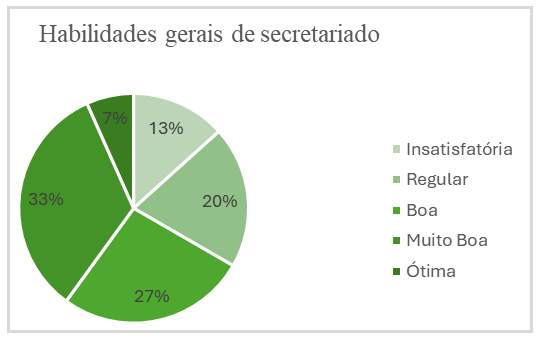 Habilidades gerais de secretariado
7%
13%
20%
33%
27%
Insatisfatória
Regular
Boa
Muito Boa
Ótima